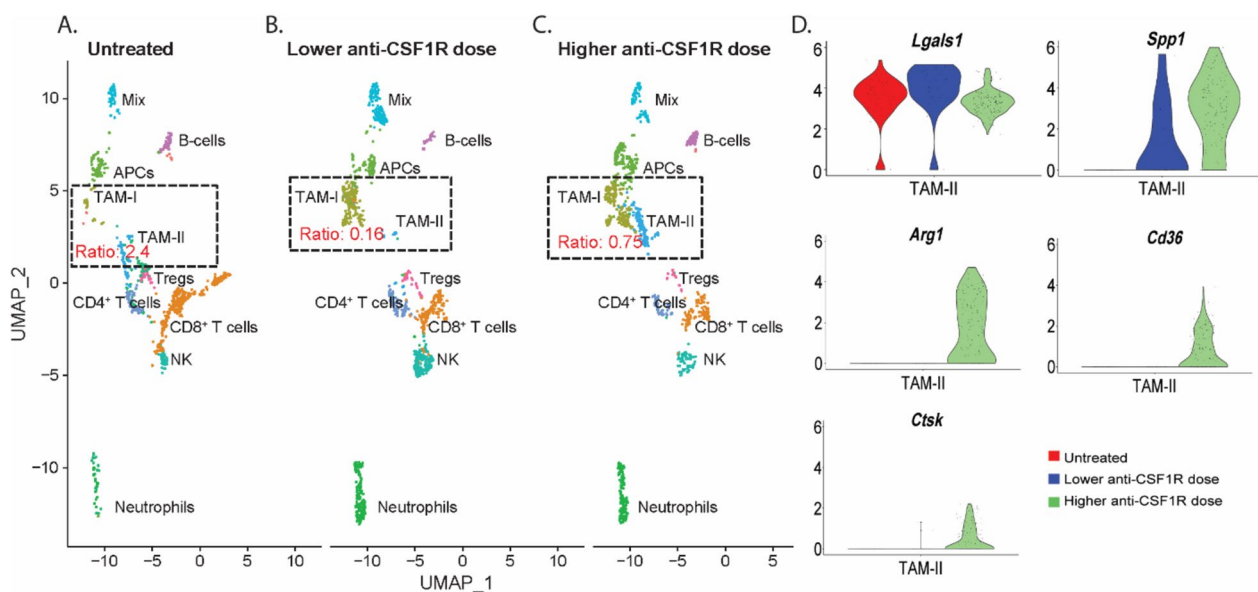 A.
Untreated
B.
Lower anti-CSF1R dose
C.
Higher anti-CSF1R dose
D.
UMAP_2
10
5
0
−5
−10
Mix
B-cells
APCs
TAM-I
TAM-II
Ratio: 2.4
Tregs
CD4⁺ T cells
CD8⁺ T cells
NK
Neutrophils
−10 −5 0 5 10
Mix
B-cells
APCs
TAM-I
TAM-II
Ratio: 0.16
Tregs
CD4⁺ T cells
CD8⁺ T cells
NK
Neutrophils
−10 −5 0 5 10
Mix
B-cells
APCs
TAM-I
TAM-II
Ratio: 0.75
Tregs
CD4⁺ T cells
CD8⁺ T cells
NK
Neutrophils
−10 −5 0 5 10
UMAP_1
Lgals1
6
4
2
0
TAM-II
Spp1
6
4
2
0
TAM-II
Arg1
6
4
2
0
TAM-II
Cd36
6
4
2
0
TAM-II
Ctsk
6
4
2
0
TAM-II
Untreated
Lower anti-CSF1R dose
Higher anti-CSF1R dose